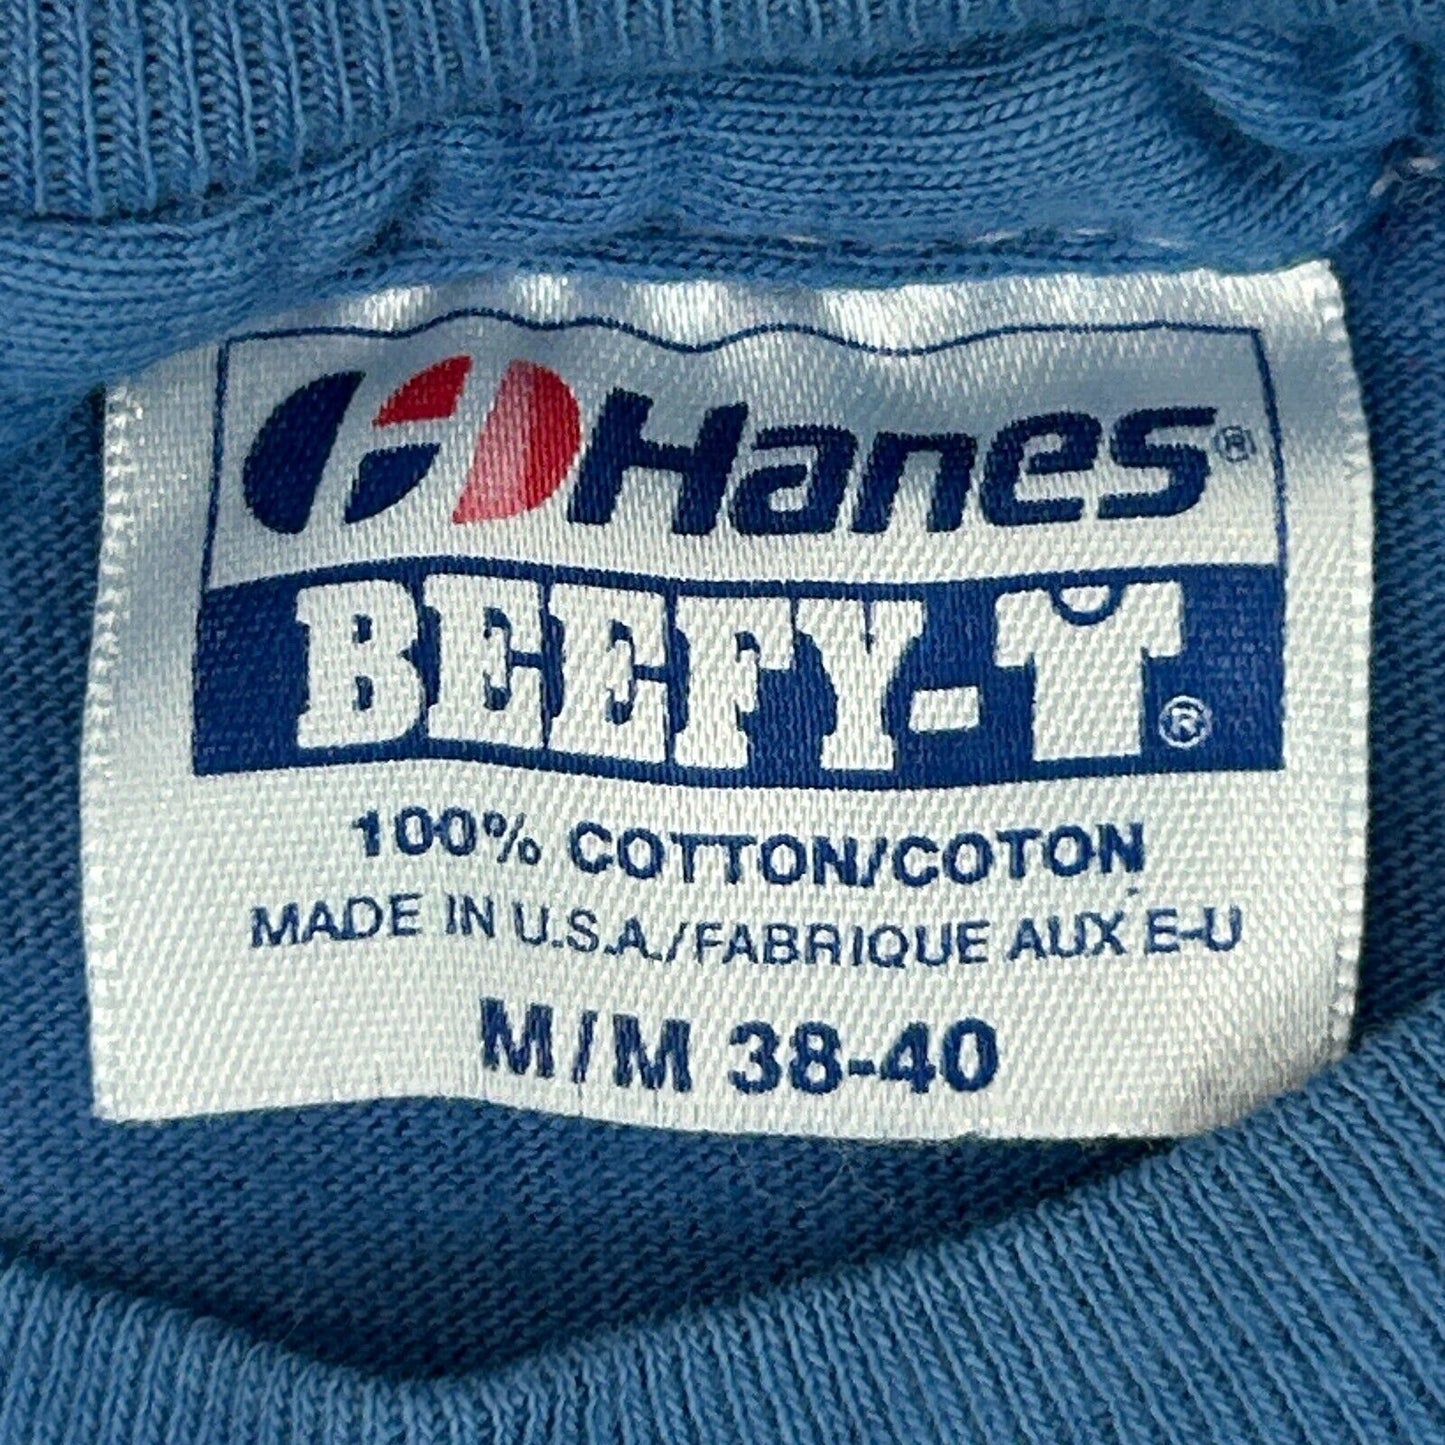 Hanes®
BEEFY-T®
100% COTTON/COTON
MADE IN U.S.A./FABRIQUE AUX E-U
M/M 38-40